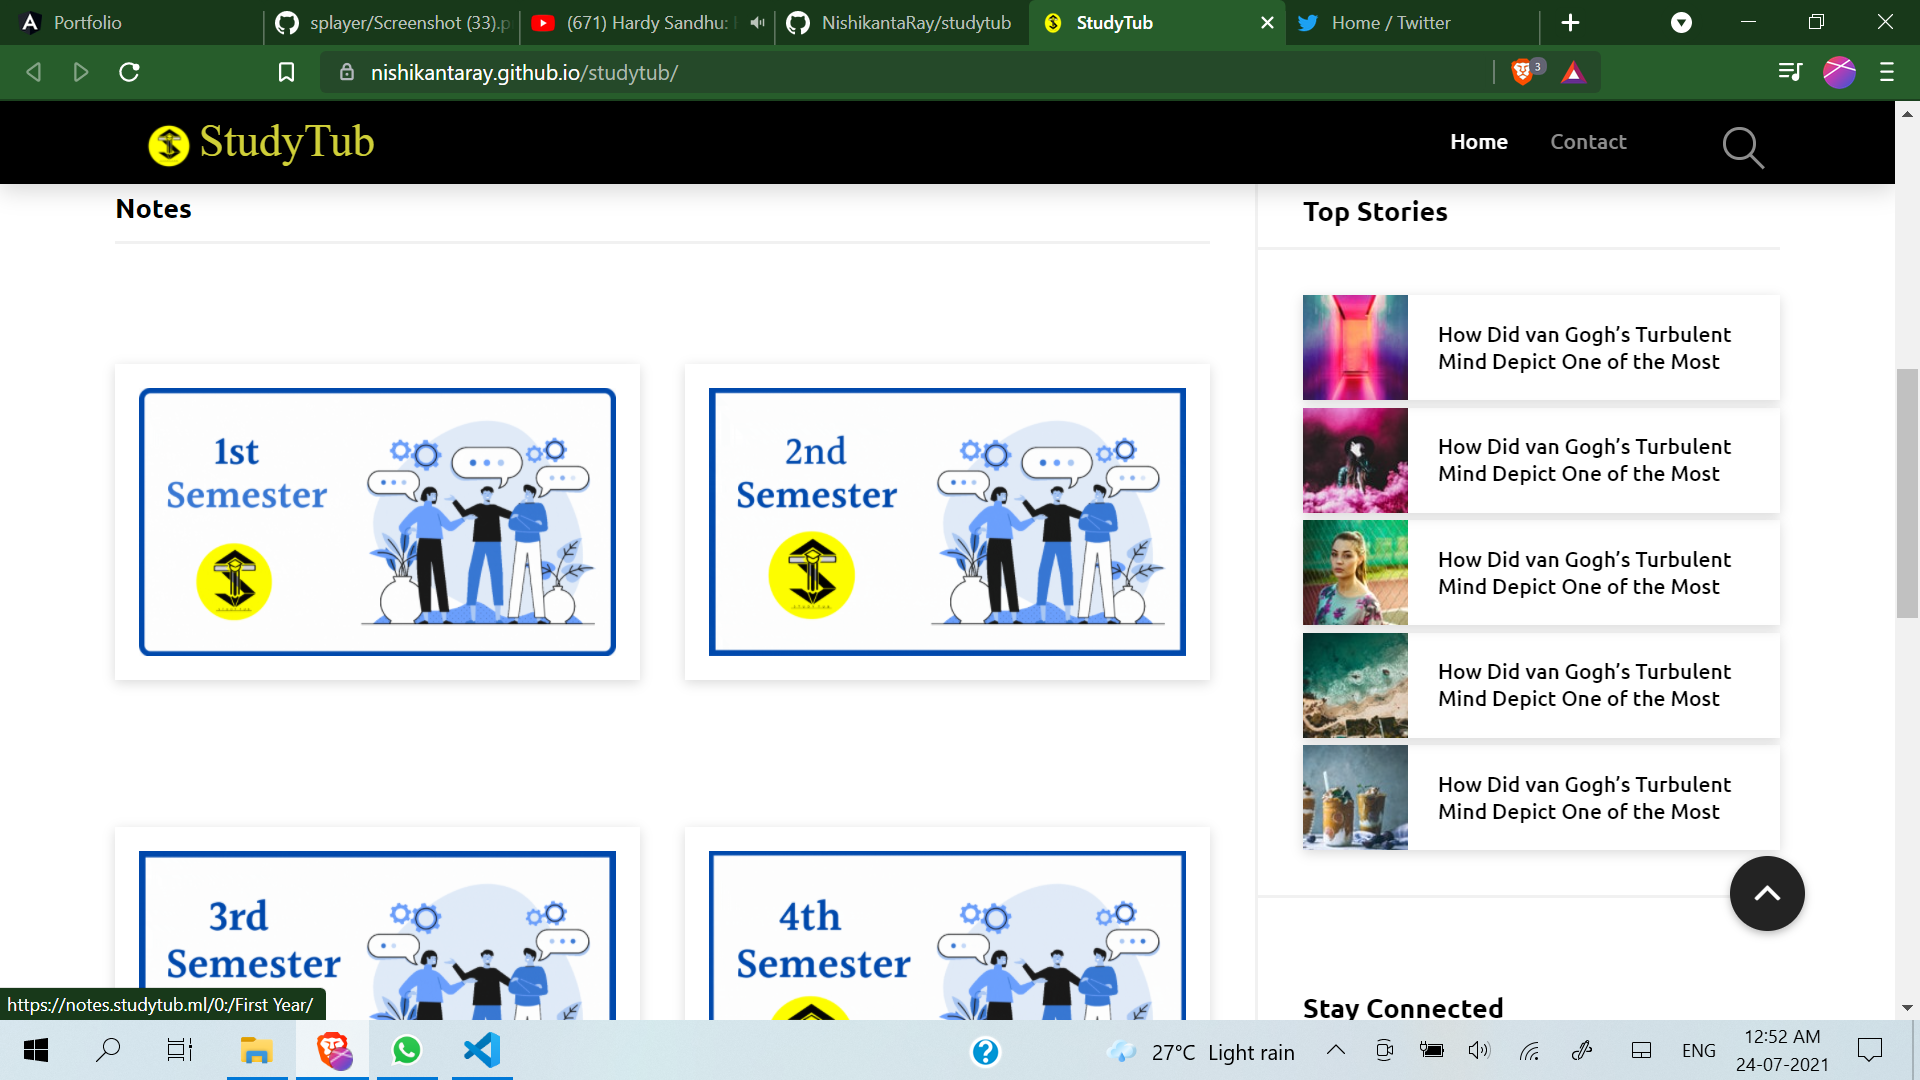 Portfolio
splayer/Screenshot (33).p
(671) Hardy Sandhu:
NishikantaRay/studytub
StudyTub
Home / Twitter
nishikantaray.github.io/studytub/
3
StudyTub
Home
Contact
Notes
1st
Semester
2nd
Semester
3rd
Semester
4th
Semester
Top Stories
How Did van Gogh’s Turbulent
Mind Depict One of the Most
How Did van Gogh’s Turbulent
Mind Depict One of the Most
How Did van Gogh’s Turbulent
Mind Depict One of the Most
How Did van Gogh’s Turbulent
Mind Depict One of the Most
How Did van Gogh’s Turbulent
Mind Depict One of the Most
Stay Connected
https://notes.studytub.ml/0:/First Year/
27°C Light rain
ENG
12:52 AM
24-07-2021